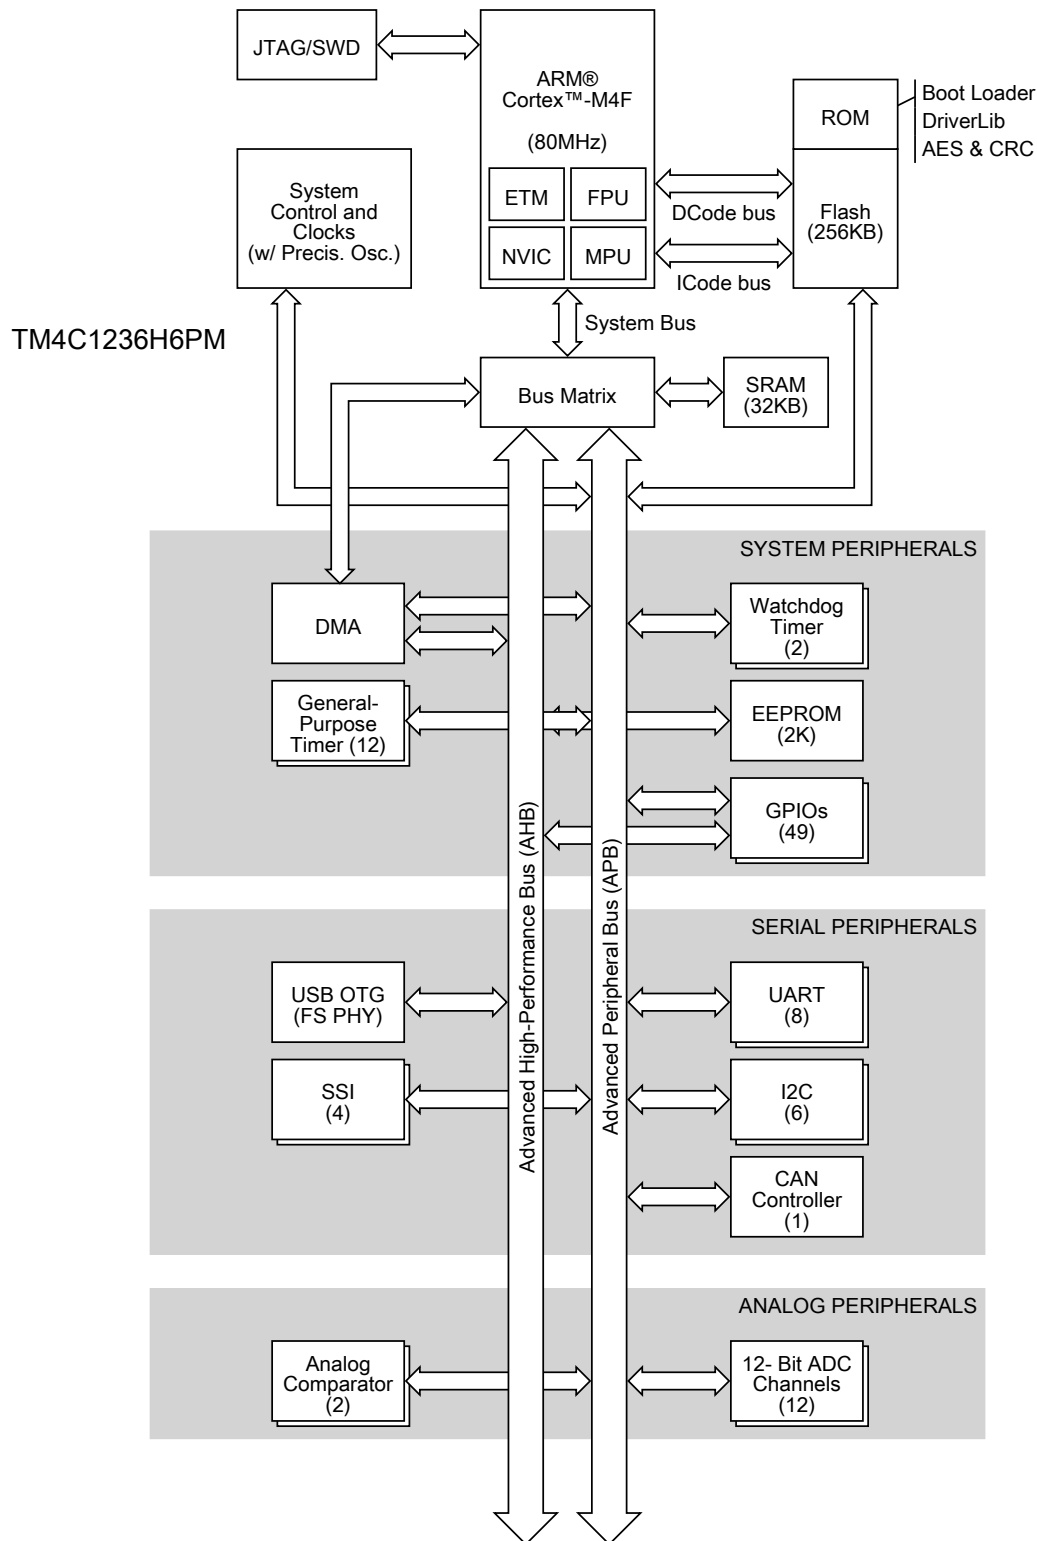 JTAG/SWD
ARM®
Cortex™-M4F
(80MHz)
ETM
FPU
NVIC
MPU
ROM
Boot Loader
DriverLib
AES & CRC
Flash
(256KB)
DCode bus
ICode bus
System
Control and
Clocks
(w/ Precis. Osc.)
TM4C1236H6PM
System Bus
Bus Matrix
SRAM
(32KB)
SYSTEM PERIPHERALS
DMA
Watchdog
Timer
(2)
General-
Purpose
Timer (12)
EEPROM
(2K)
GPIOs
(49)
Advanced High-Performance Bus (AHB)
Advanced Peripheral Bus (APB)
SERIAL PERIPHERALS
USB OTG
(FS PHY)
UART
(8)
SSI
(4)
I2C
(6)
CAN
Controller
(1)
ANALOG PERIPHERALS
Analog
Comparator
(2)
12- Bit ADC
Channels
(12)